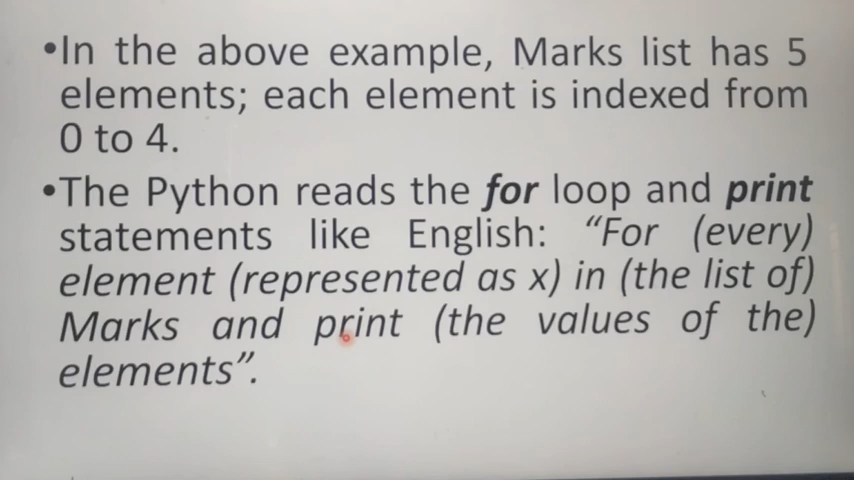 •In the above example, Marks list has 5
elements; each element is indexed from
0 to 4.
•The Python reads the for loop and print
statements like English: “For (every)
element (represented as x) in (the list of)
Marks and print (the values of the)
elements”.